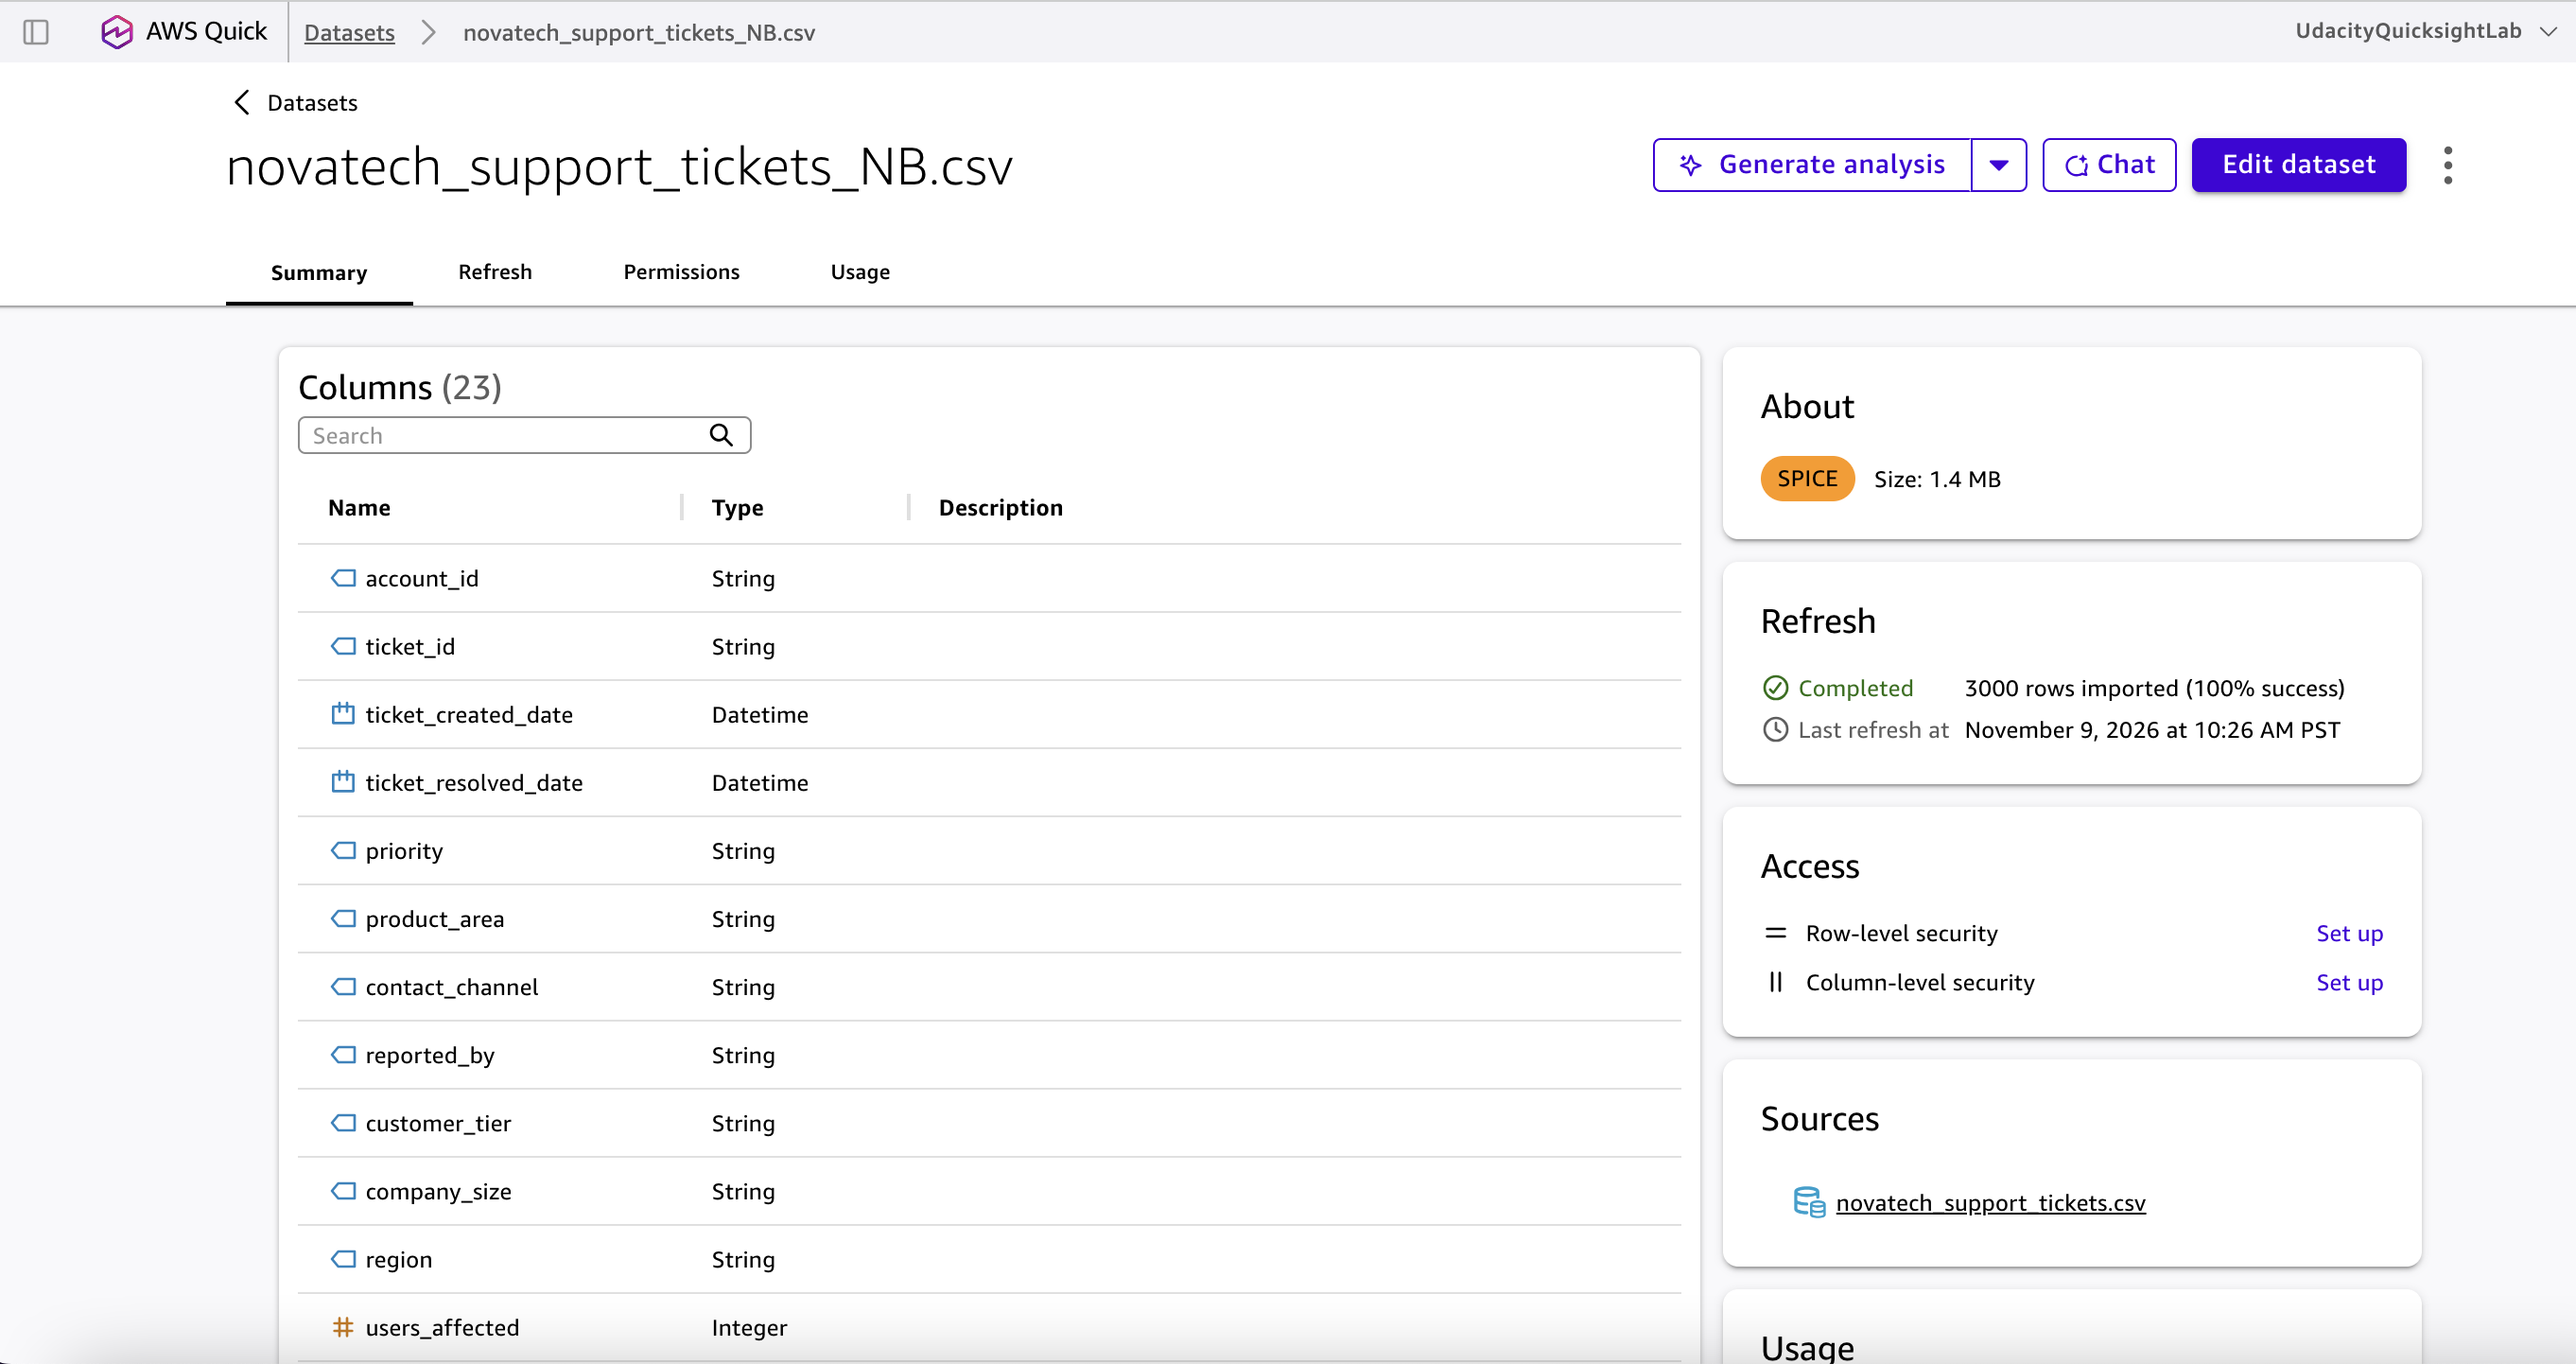 AWS Quick
Datasets
novatech_support_tickets_NB.csv
UdacityQuicksightLab
Datasets
novatech_support_tickets_NB.csv
Generate analysis
Chat
Edit dataset
Summary
Refresh
Permissions
Usage
Columns (23)
Search
Name
Type
Description
account_id
String
ticket_id
String
ticket_created_date
Datetime
ticket_resolved_date
Datetime
priority
String
product_area
String
contact_channel
String
reported_by
String
customer_tier
String
company_size
String
region
String
users_affected
Integer
About
SPICE
Size: 1.4 MB
Refresh
Completed
3000 rows imported (100% success)
Last refresh at
November 9, 2026 at 10:26 AM PST
Access
Row-level security
Set up
Column-level security
Set up
Sources
novatech_support_tickets.csv
Usage